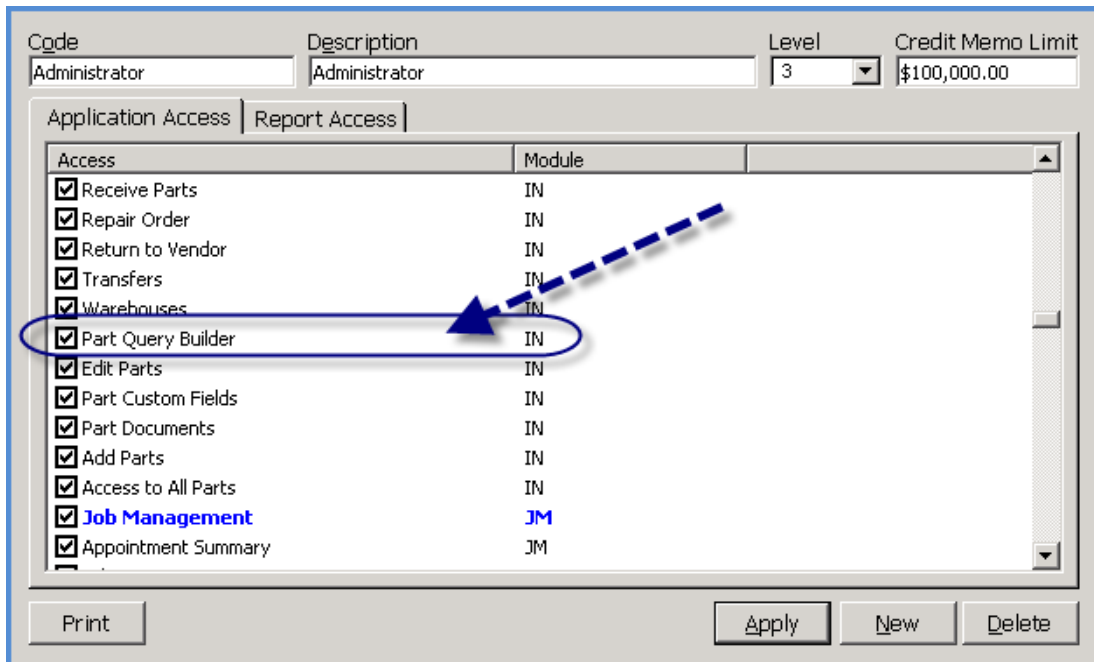 Code Description Level Credit Memo Limit
Administrator Administrator 3 $100,000.00
Application Access Report Access
Access Module
Receive Parts IN
Repair Order IN
Return to Vendor IN
Transfers IN
Warehouses IN
Part Query Builder IN
Edit Parts IN
Part Custom Fields IN
Part Documents IN
Add Parts IN
Access to All Parts IN
Job Management JM
Appointment Summary JM
Print Apply New Delete